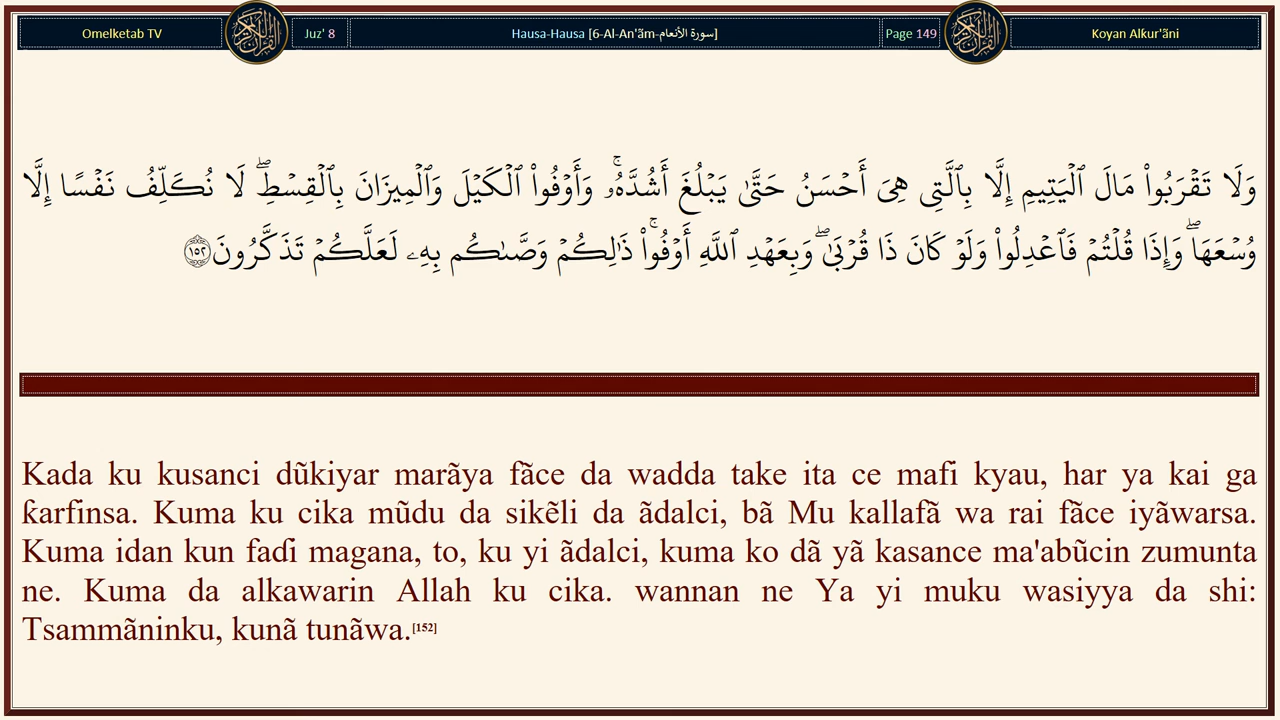 Omelketab TV
Juz' 8
Hausa-Hausa [6-Al-An'ãm-سورة الأنعام]
Page 149
Koyan Alƙur'ãni
وَلَا تَقْرَبُوا۟ مَالَ ٱلْيَتِيمِ إِلَّا بِٱلَّتِى هِىَ أَحْسَنُ حَتَّىٰ يَبْلُغَ أَشُدَّهُۥ ۚ وَأَوْفُوا۟ ٱلْكَيْلَ وَٱلْمِيزَانَ بِٱلْقِسْطِ ۖ لَا نُكَلِّفُ نَفْسًا إِلَّا
وُسْعَهَا ۖ وَإِذَا قُلْتُمْ فَٱعْدِلُوا۟ وَلَوْ كَانَ ذَا قُرْبَىٰ ۖ وَبِعَهْدِ ٱللَّهِ أَوْفُوا۟ ۚ ذَٰلِكُمْ وَصَّىٰكُم بِهِۦ لَعَلَّكُمْ تَذَكَّرُونَ ١٥٢
Kada ku kusanci dũkiyar marãya fãce da wadda take ita ce mafi kyau, har ya kai ga
ƙarfinsa. Kuma ku cika mũdu da sikẽli da ãdalci, bã Mu kallafã wa rai fãce iyãwarsa.
Kuma idan kun faɗi magana, to, ku yi ãdalci, kuma ko dã yã kasance ma'abũcin zumunta
ne. Kuma da alkawarin Allah ku cika. wannan ne Ya yi muku wasiyya da shi:
Tsammãninku, kunã tunãwa.[152]